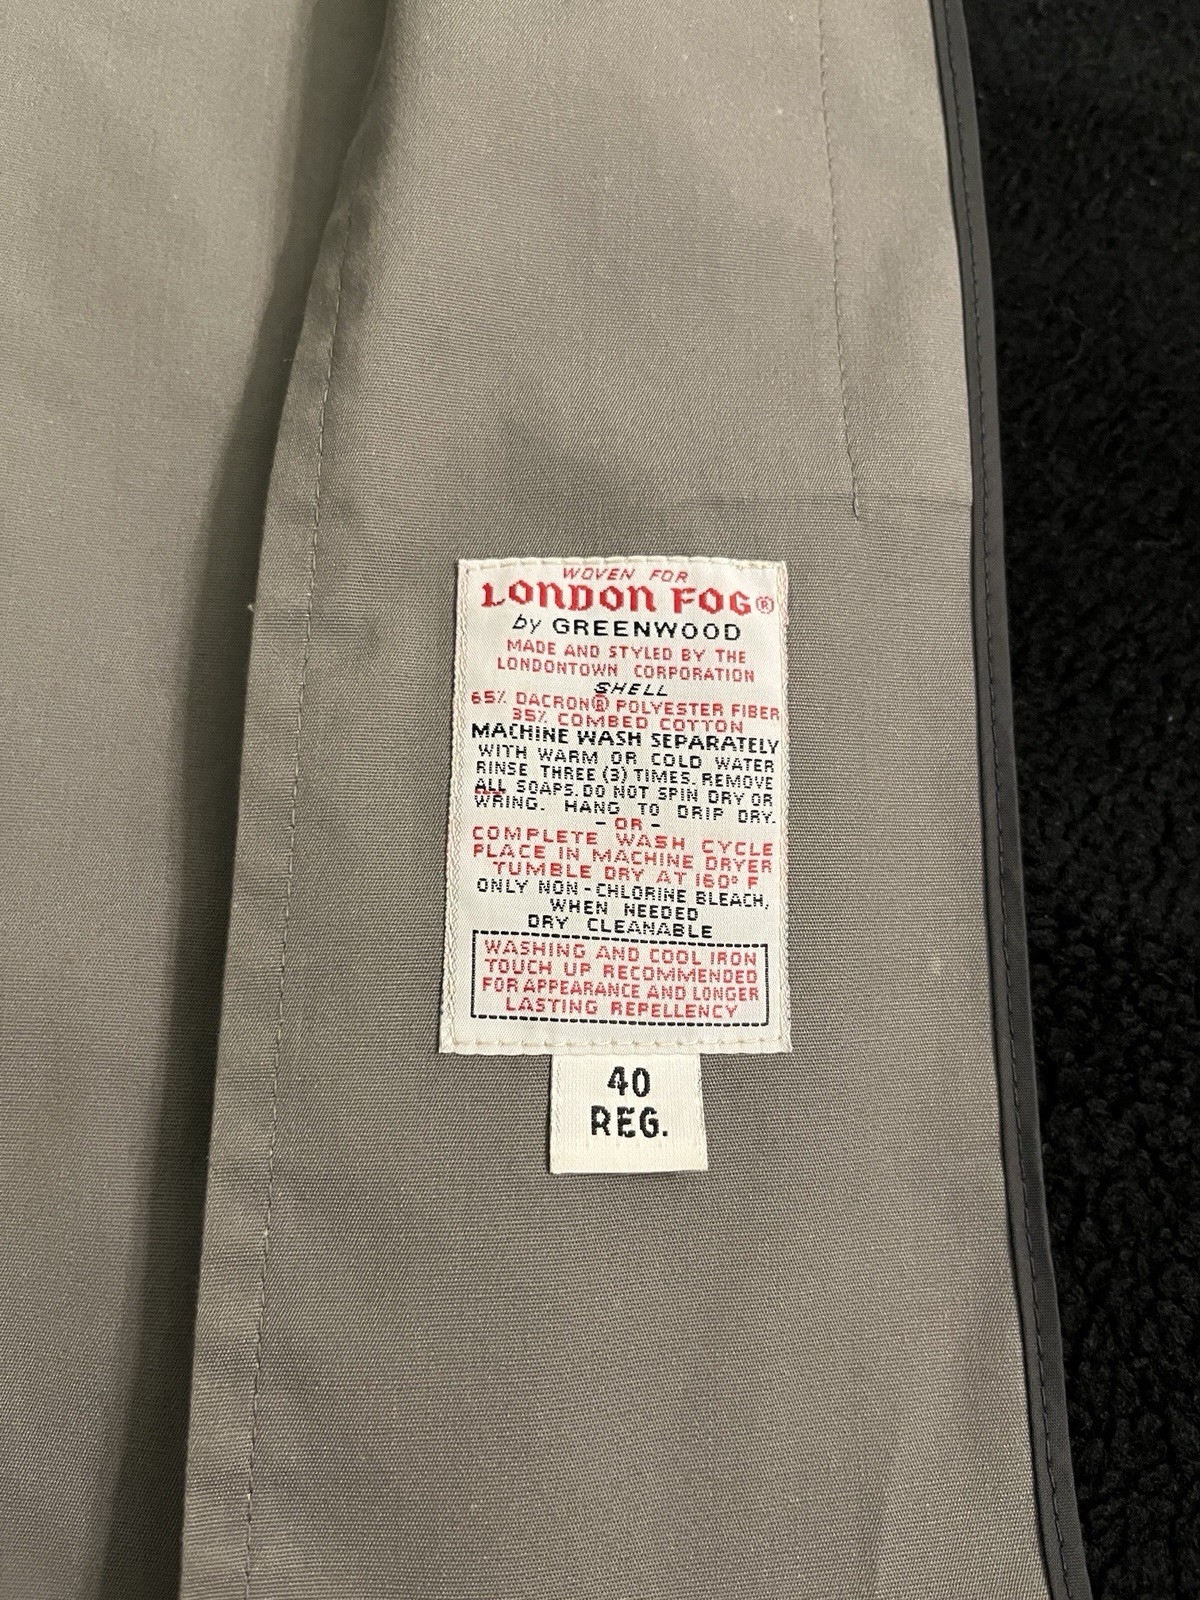 WOVEN FOR
LONDON FOG®
by GREENWOOD
MADE AND STYLED BY THE
LONDONTOWN CORPORATION
SHELL
65% DACRON® POLYESTER FIBER
35% COMBED COTTON
MACHINE WASH SEPARATELY
WITH WARM OR COLD WATER
RINSE THREE (3) TIMES. REMOVE
ALL SOAPS. DO NOT SPIN DRY OR
WRING. HANG TO DRIP DRY.
- OR -
COMPLETE WASH CYCLE
PLACE IN MACHINE DRYER
TUMBLE DRY AT 160° F
ONLY NON-CHLORINE BLEACH,
WHEN NEEDED
DRY CLEANABLE
WASHING AND COOL IRON
TOUCH UP RECOMMENDED
FOR APPEARANCE AND LONGER
LASTING REPELLENCY
40
REG.